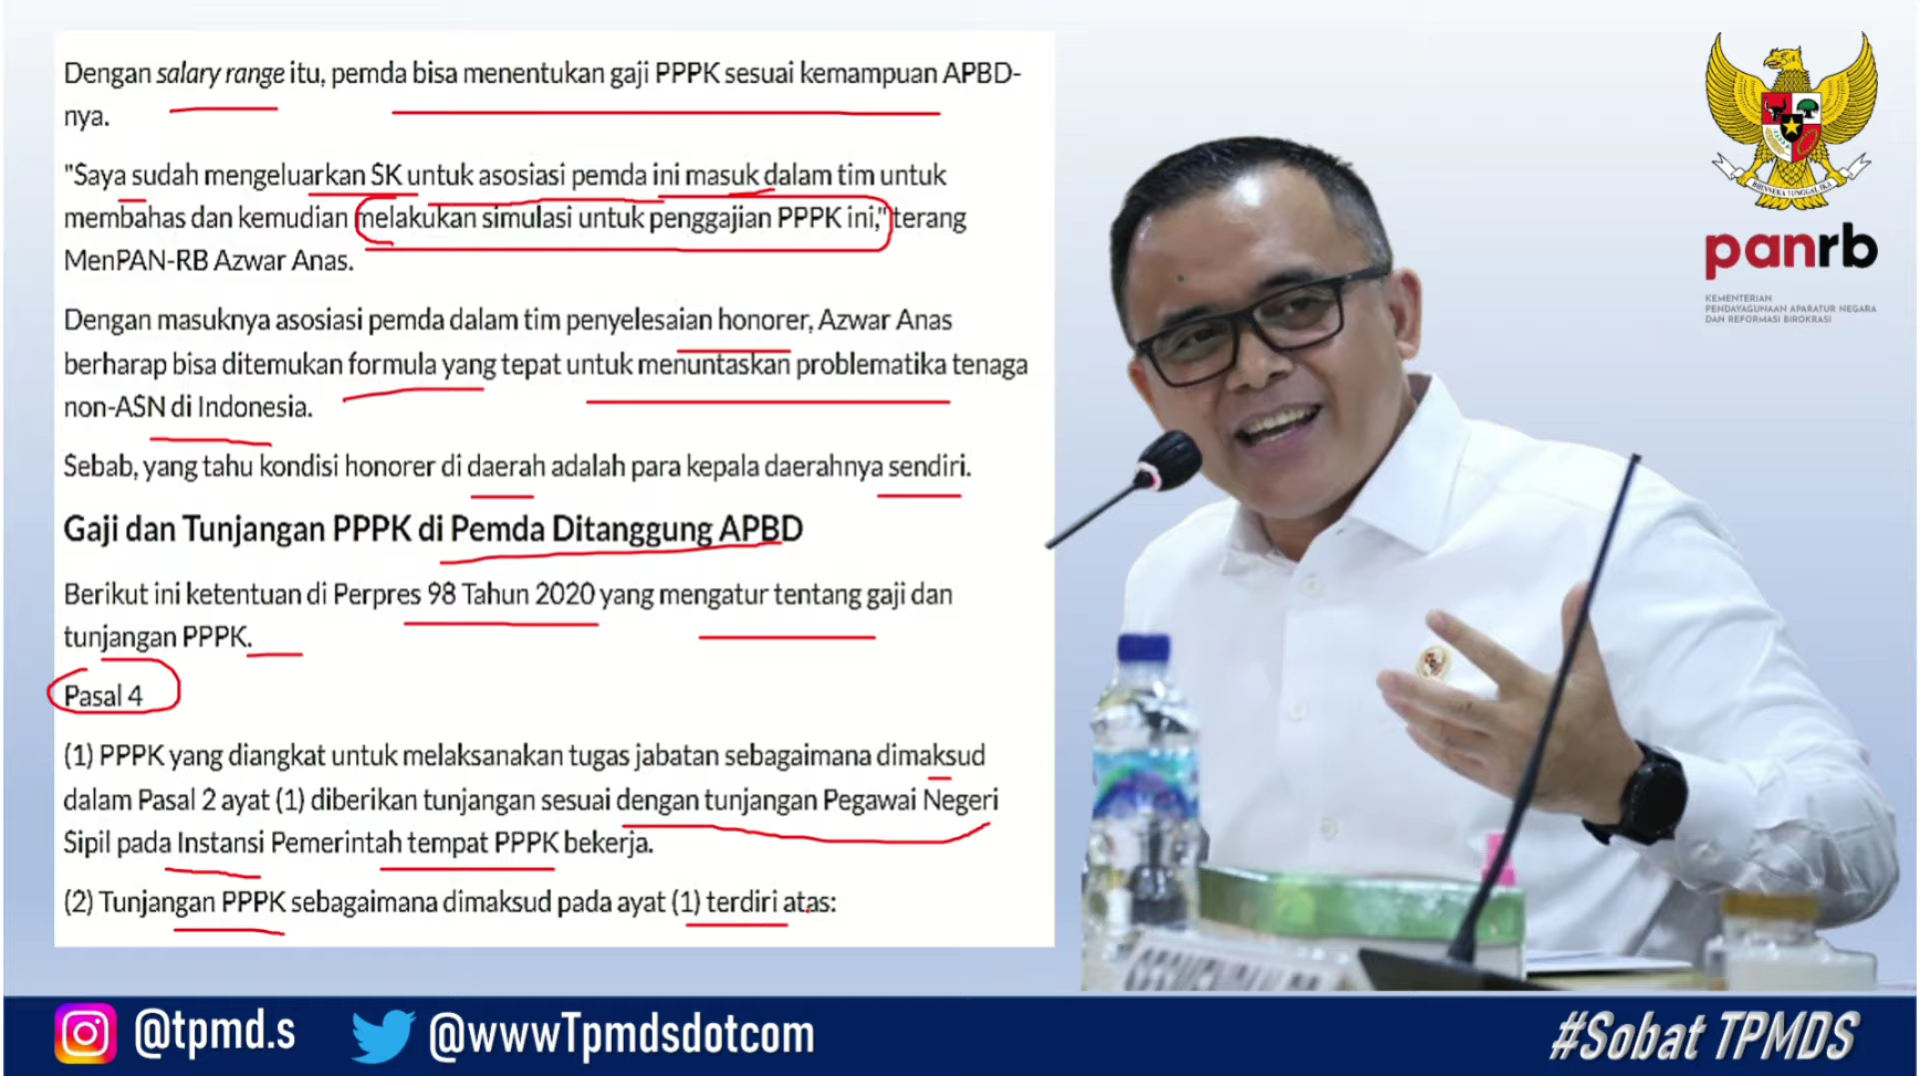 Dengan salary range itu, pemda bisa menentukan gaji PPPK sesuai kemampuan APBD-
nya.
"Saya sudah mengeluarkan SK untuk asosiasi pemda ini masuk dalam tim untuk
membahas dan kemudian melakukan simulasi untuk penggajian PPPK ini," terang
MenPAN-RB Azwar Anas.
Dengan masuknya asosiasi pemda dalam tim penyelesaian honorer, Azwar Anas
berharap bisa ditemukan formula yang tepat untuk menuntaskan problematika tenaga
non-ASN di Indonesia.
Sebab, yang tahu kondisi honorer di daerah adalah para kepala daerahnya sendiri.
Gaji dan Tunjangan PPPK di Pemda Ditanggung APBD
Berikut ini ketentuan di Perpres 98 Tahun 2020 yang mengatur tentang gaji dan
tunjangan PPPK.
Pasal 4
(1) PPPK yang diangkat untuk melaksanakan tugas jabatan sebagaimana dimaksud
dalam Pasal 2 ayat (1) diberikan tunjangan sesuai dengan tunjangan Pegawai Negeri
Sipil pada Instansi Pemerintah tempat PPPK bekerja.
(2) Tunjangan PPPK sebagaimana dimaksud pada ayat (1) terdiri atas:
BHINNEKA TUNGGAL IKA
panrb
KEMENTERIAN
PENDAYAGUNAAN APARATUR NEGARA
DAN REFORMASI BIROKRASI
@tpmd.s
@wwwTpmdsdotcom
#Sobat TPMDS